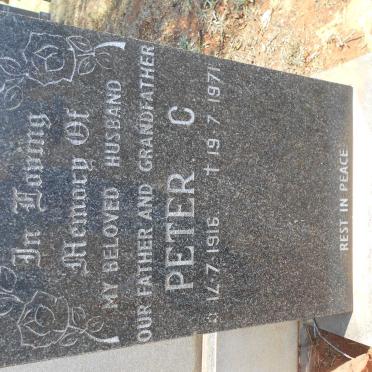 In Loving
Memory Of
MY BELOVED HUSBAND
OUR FATHER AND GRANDFATHER
PETER C
17.7.1916 †19.7.1971
REST IN PEACE